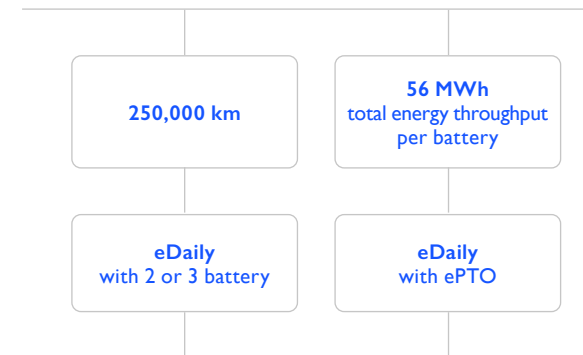 250,000 km
56 MWh
total energy throughput
per battery
eDaily
with 2 or 3 battery
eDaily
with ePTO